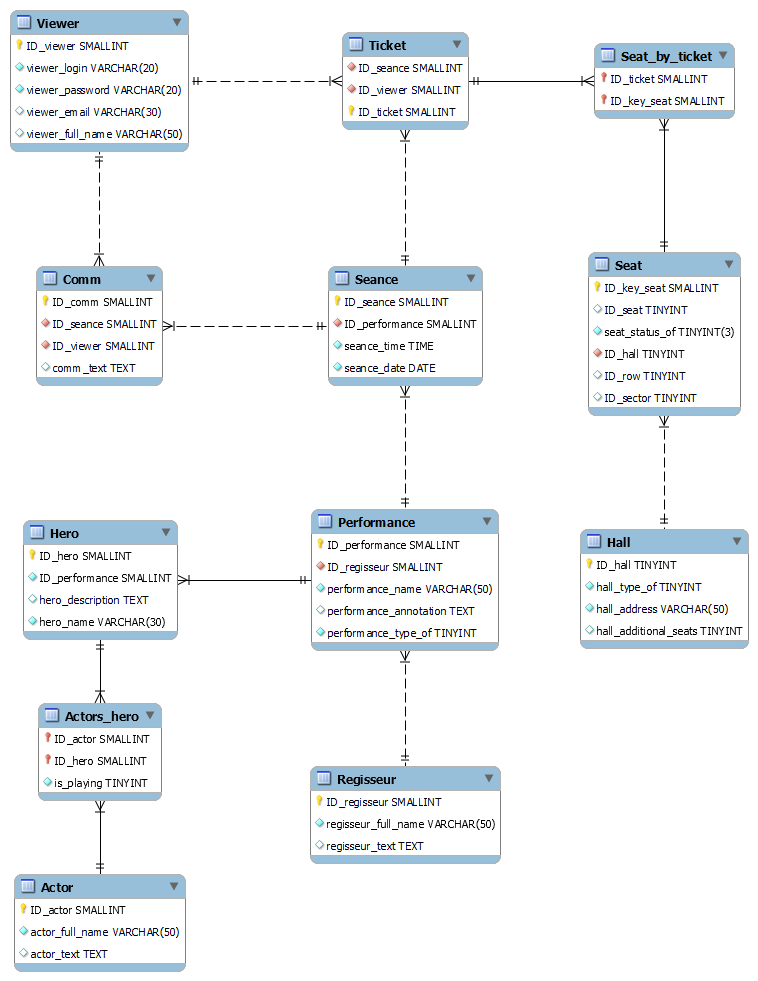 Viewer
ID_viewer SMALLINT
viewer_login VARCHAR(20)
viewer_password VARCHAR(20)
viewer_email VARCHAR(30)
viewer_full_name VARCHAR(50)
Ticket
ID_seance SMALLINT
ID_viewer SMALLINT
ID_ticket SMALLINT
Seat_by_ticket
ID_ticket SMALLINT
ID_key_seat SMALLINT
Comm
ID_comm SMALLINT
ID_seance SMALLINT
ID_viewer SMALLINT
comm_text TEXT
Seance
ID_seance SMALLINT
ID_performance SMALLINT
seance_time TIME
seance_date DATE
Seat
ID_key_seat SMALLINT
ID_seat TINYINT
seat_status_of TINYINT(3)
ID_hall TINYINT
ID_row TINYINT
ID_sector TINYINT
Hero
ID_hero SMALLINT
ID_performance SMALLINT
hero_description TEXT
hero_name VARCHAR(30)
Performance
ID_performance SMALLINT
ID_regisseur SMALLINT
performance_name VARCHAR(50)
performance_annotation TEXT
performance_type_of TINYINT
Hall
ID_hall TINYINT
hall_type_of TINYINT
hall_address VARCHAR(50)
hall_additional_seats TINYINT
Actors_hero
ID_actor SMALLINT
ID_hero SMALLINT
is_playing TINYINT
Regisseur
ID_regisseur SMALLINT
regisseur_full_name VARCHAR(50)
regisseur_text TEXT
Actor
ID_actor SMALLINT
actor_full_name VARCHAR(50)
actor_text TEXT